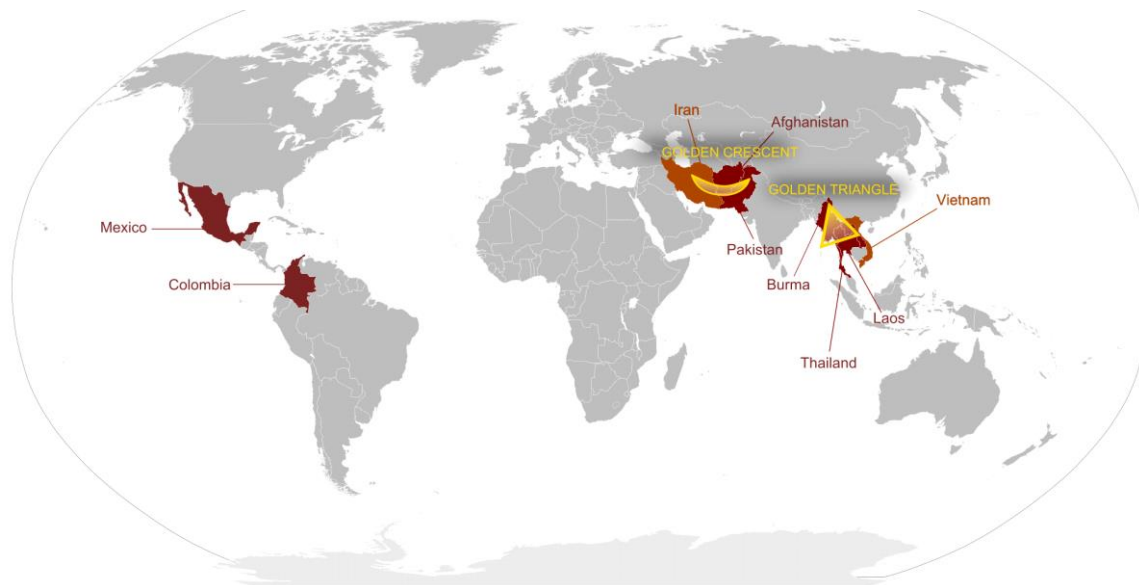 Iran
Afghanistan
GOLDEN CRESCENT
GOLDEN TRIANGLE
Vietnam
Mexico
Pakistan
Colombia
Burma
Laos
Thailand